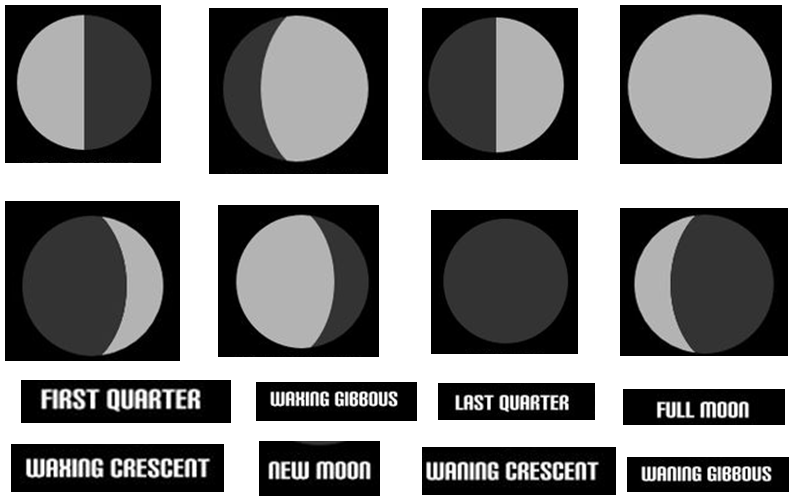 FIRST QUARTER
WAXING GIBBOUS
LAST QUARTER
FULL MOON
WAXING CRESCENT
NEW MOON
WANING CRESCENT
WANING GIBBOUS